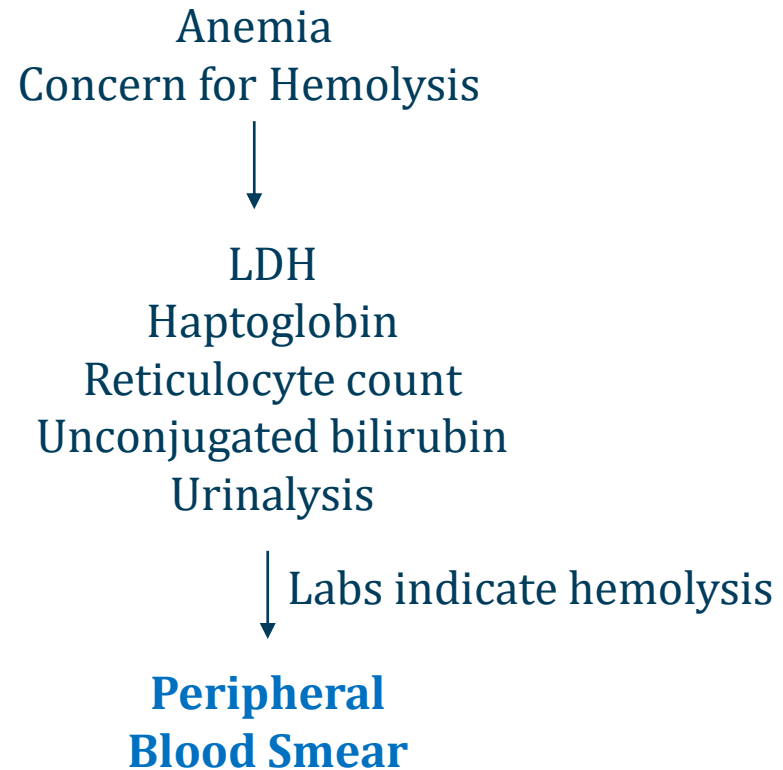 Anemia
Concern for Hemolysis
LDH
Haptoglobin
Reticulocyte count
Unconjugated bilirubin
Urinalysis
Labs indicate hemolysis
Peripheral
Blood Smear